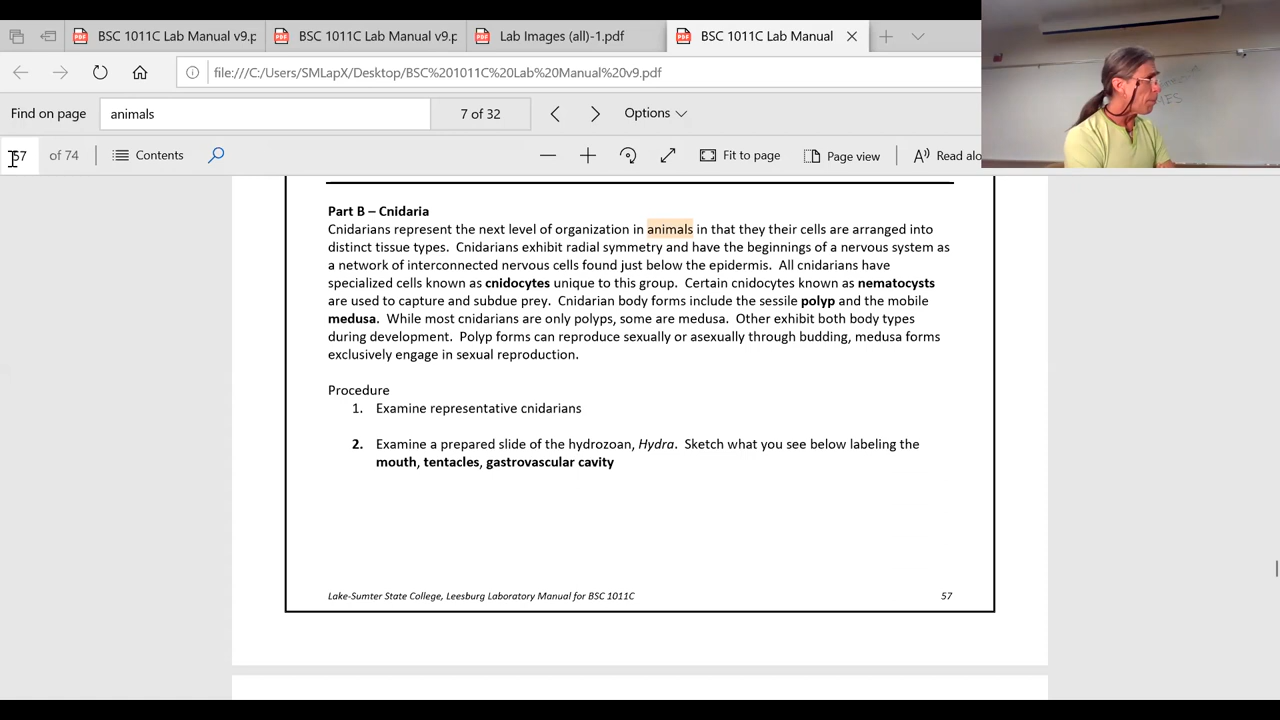 BSC 1011C Lab Manual v9.p
BSC 1011C Lab Manual v9.p
Lab Images (all)-1.pdf
BSC 1011C Lab Manual
file:///C:/Users/SMLapX/Desktop/BSC%201011C%20Lab%20Manual%20v9.pdf
Find on page
animals
7 of 32
Options
57 of 74
Contents
Fit to page
Page view
Read alo
Part B – Cnidaria
Cnidarians represent the next level of organization in animals in that they their cells are arranged into
distinct tissue types.  Cnidarians exhibit radial symmetry and have the beginnings of a nervous system as
a network of interconnected nervous cells found just below the epidermis.  All cnidarians have
specialized cells known as cnidocytes unique to this group.  Certain cnidocytes known as nematocysts
are used to capture and subdue prey.  Cnidarian body forms include the sessile polyp and the mobile
medusa.  While most cnidarians are only polyps, some are medusa.  Other exhibit both body types
during development.  Polyp forms can reproduce sexually or asexually through budding, medusa forms
exclusively engage in sexual reproduction.
Procedure
1. Examine representative cnidarians
2. Examine a prepared slide of the hydrozoan, Hydra.  Sketch what you see below labeling the
mouth, tentacles, gastrovascular cavity
Lake-Sumter State College, Leesburg Laboratory Manual for BSC 1011C
57